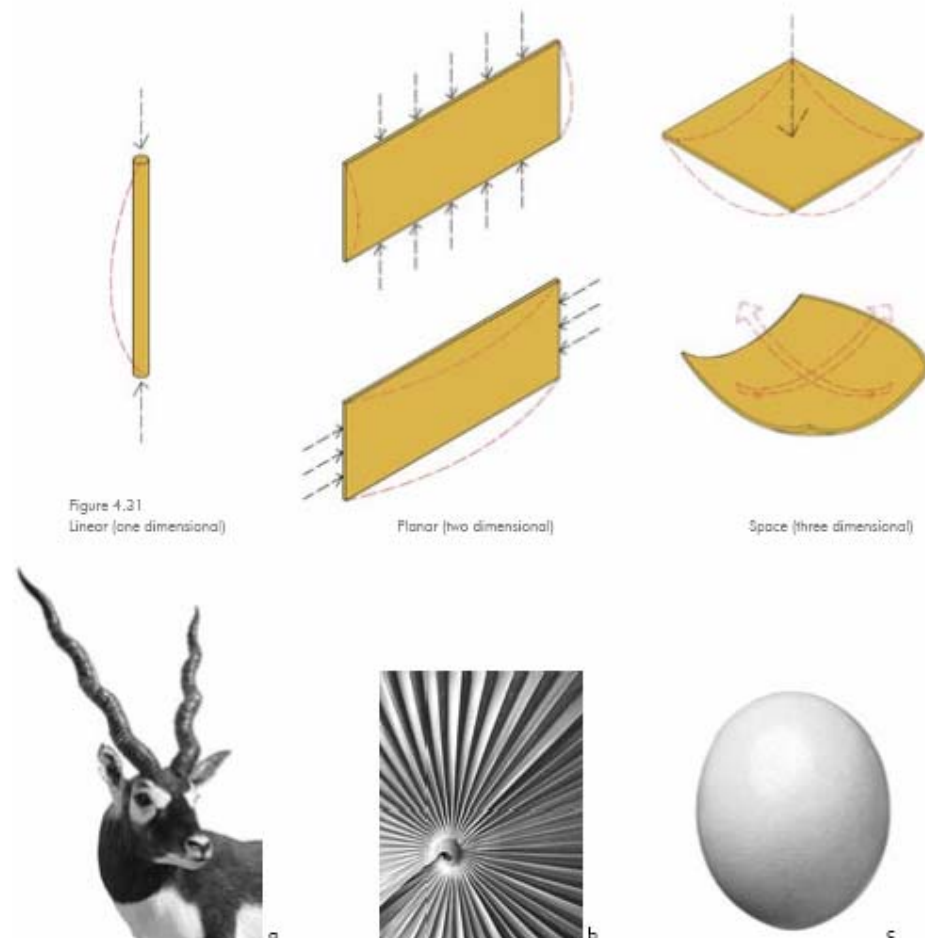 Figure 4.31
Linear (one dimensional)
Planar (two dimensional)
Space (three dimensional)
a
b
c